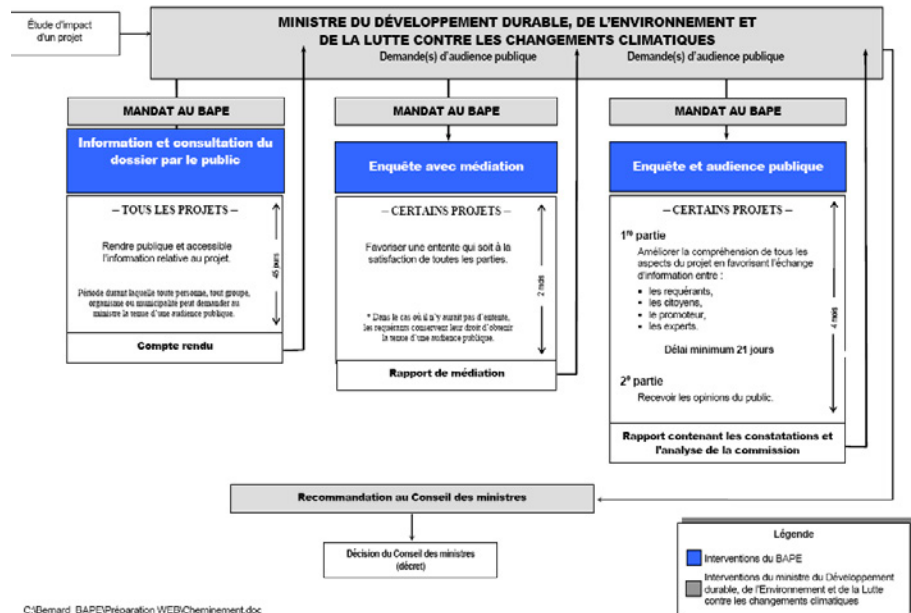 Étude d'impact
d'un projet
MINISTRE DU DÉVELOPPEMENT DURABLE, DE L'ENVIRONNEMENT ET
DE LA LUTTE CONTRE LES CHANGEMENTS CLIMATIQUES
Demande(s) d'audience publique
Demande(s) d'audience publique
MANDAT AU BAPE
Information et consultation du
dossier par le public
– TOUS LES PROJETS –
Rendre publique et accessible
l'information relative au projet.
Période durant laquelle toute personne, tout groupe,
organisme ou municipalité peut demander au
ministre la tenue d'une audience publique.
45 jours
Compte rendu
MANDAT AU BAPE
Enquête avec médiation
– CERTAINS PROJETS –
Favoriser une entente qui soit à la
satisfaction de toutes les parties.
* Dans le cas où il n'y aurait pas d'entente,
les requérants conservent leur droit d'obtenir
la tenue d'une audience publique.
2 mois
Rapport de médiation
MANDAT AU BAPE
Enquête et audience publique
– CERTAINS PROJETS –
1re partie
Améliorer la compréhension de tous les
aspects du projet en favorisant l'échange
d'information entre :
▪ les requérants,
▪ les citoyens,
▪ le promoteur,
▪ les experts.
Délai minimum 21 jours
2e partie
Recevoir les opinions du public.
4 mois
Rapport contenant les constatations et
l'analyse de la commission
Recommandation au Conseil des ministres
Décision du Conseil des ministres
(décret)
Légende
Interventions du BAPE
Interventions du ministre du Développement
durable, de l'Environnement et de la Lutte
contre les changements climatiques
C:\Bernard_BAPE\Préparation WEB\Cheminement.doc